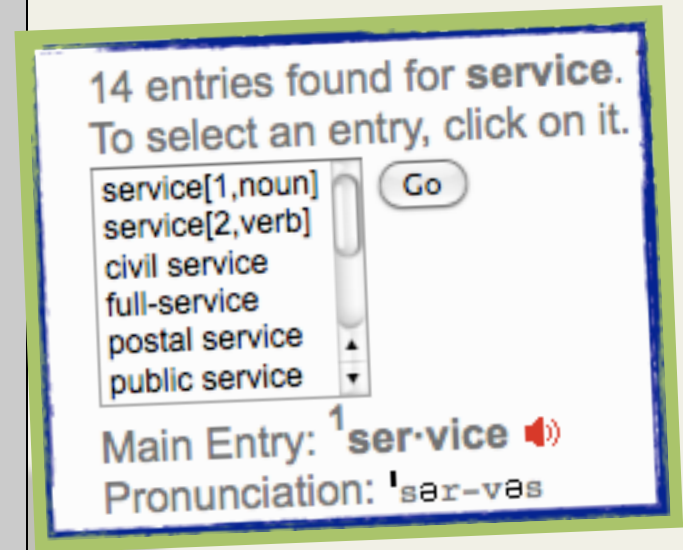 14 entries found for service.
To select an entry, click on it.
service[1,noun]
Go
service[2,verb]
civil service
full-service
postal service
public service
Main Entry: ¹ser·vice
Pronunciation: ˈsər-vəs